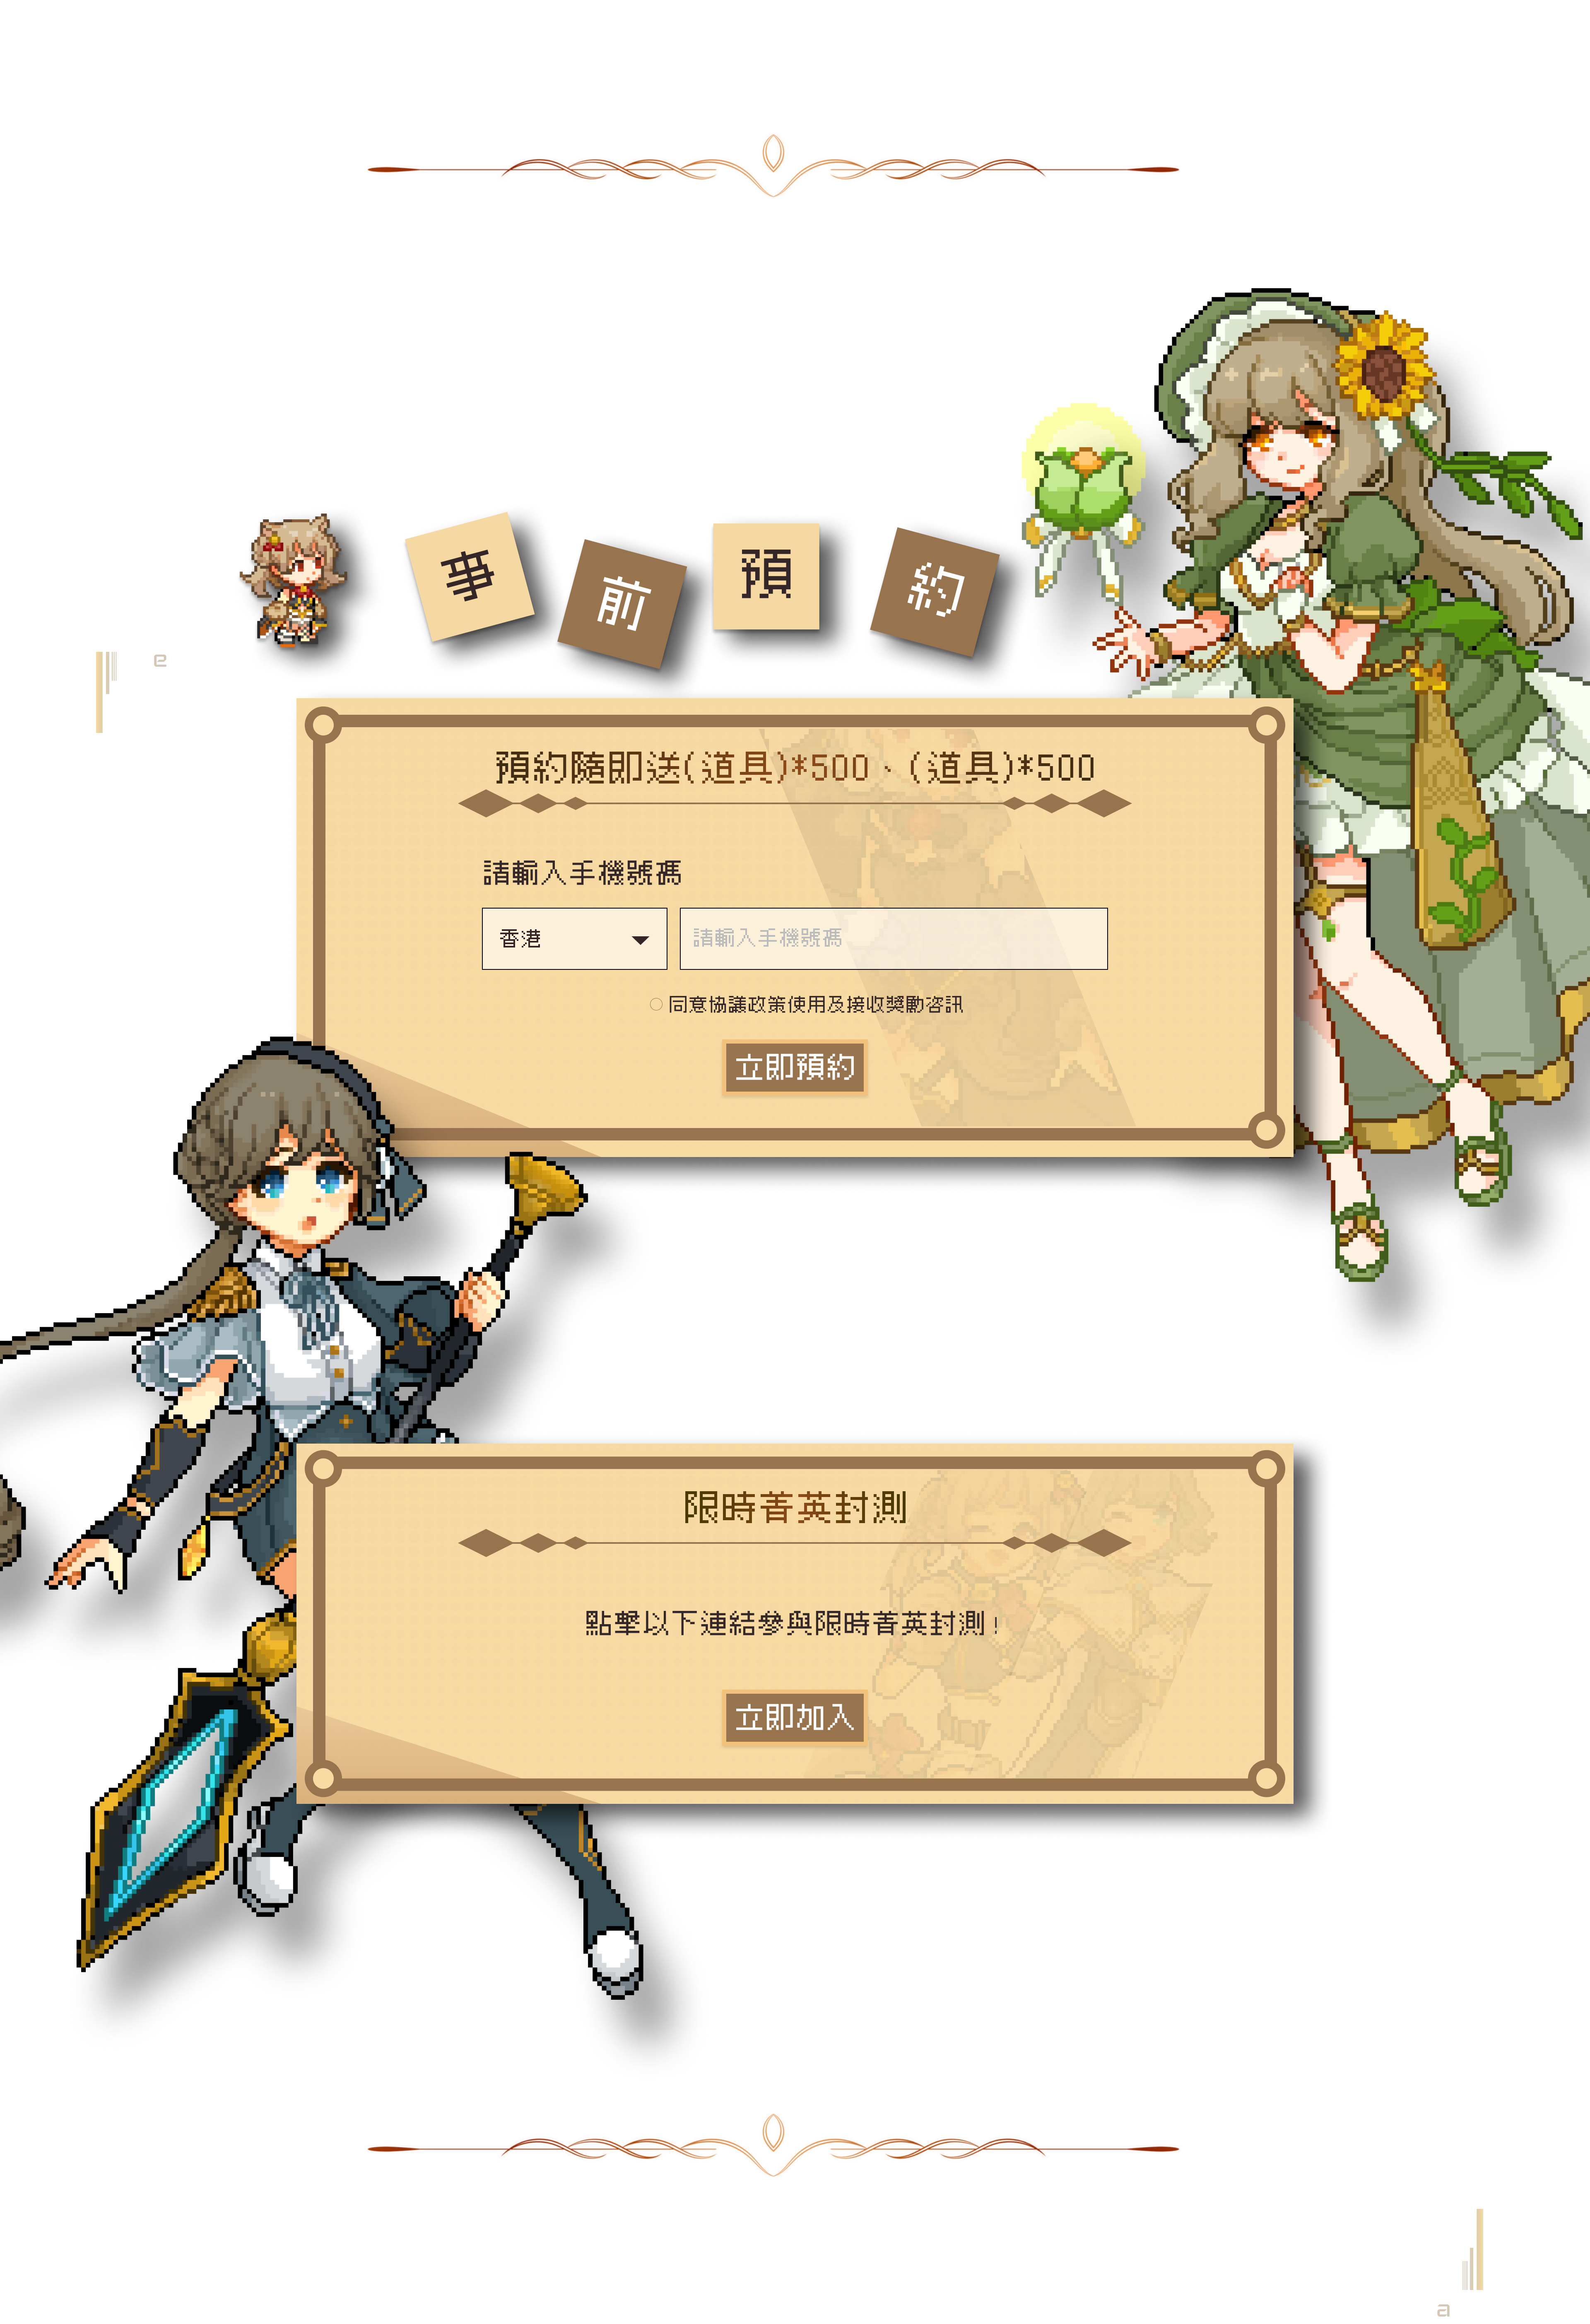 事前預約
e
預約隨即送(道具)*500、(道具)*500
請輸入手機號碼
香港 請輸入手機號碼
同意協議政策使用及接收獎勵咨訊
立即預約
限時菁英封測
點擊以下連結參與限時菁英封測!
立即加入
a